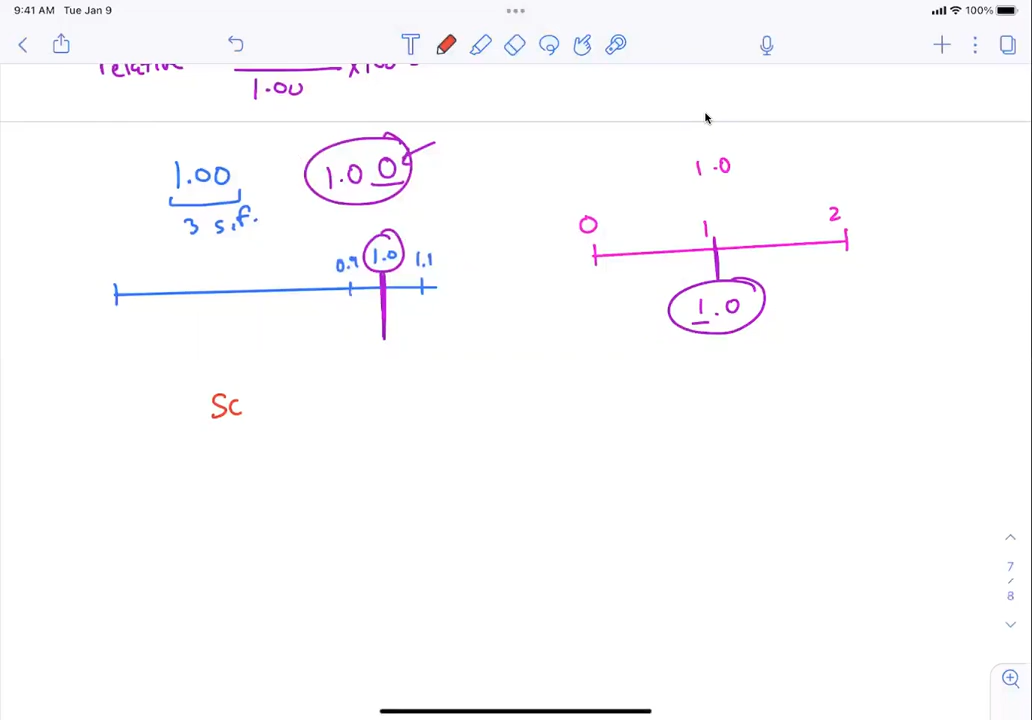 9:41 AM Tue Jan 9
100%
relative
1.00
1.00
3 s.f.
1.00
0.9 1.0 1.1
1.0
0 1 2
1.0
Sc
7
/
8